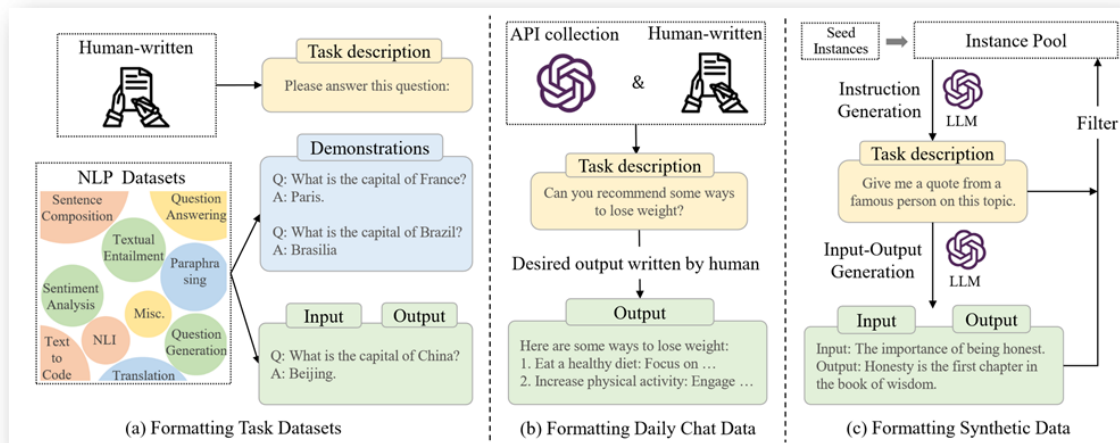 Human-written
Task description
Please answer this question:
NLP Datasets
Sentence
Composition
Question
Answering
Textual
Entailment
Paraphra
sing
Sentiment
Analysis
Misc.
NLI
Question
Generation
Text
to
Code
Translation
Demonstrations
Q: What is the capital of France?
A: Paris.
Q: What is the capital of Brazil?
A: Brasilia
Input
Output
Q: What is the capital of China?
A: Beijing.
(a) Formatting Task Datasets
API collection
&
Human-written
Task description
Can you recommend some ways
to lose weight?
Desired output written by human
Output
Here are some ways to lose weight:
1. Eat a healthy diet: Focus on …
2. Increase physical activity: Engage …
(b) Formatting Daily Chat Data
Seed
Instances
Instance Pool
Instruction
Generation
LLM
Filter
Task description
Give me a quote from a
famous person on this topic.
Input-Output
Generation
LLM
Input
Output
Input: The importance of being honest.
Output: Honesty is the first chapter in
the book of wisdom.
(c) Formatting Synthetic Data